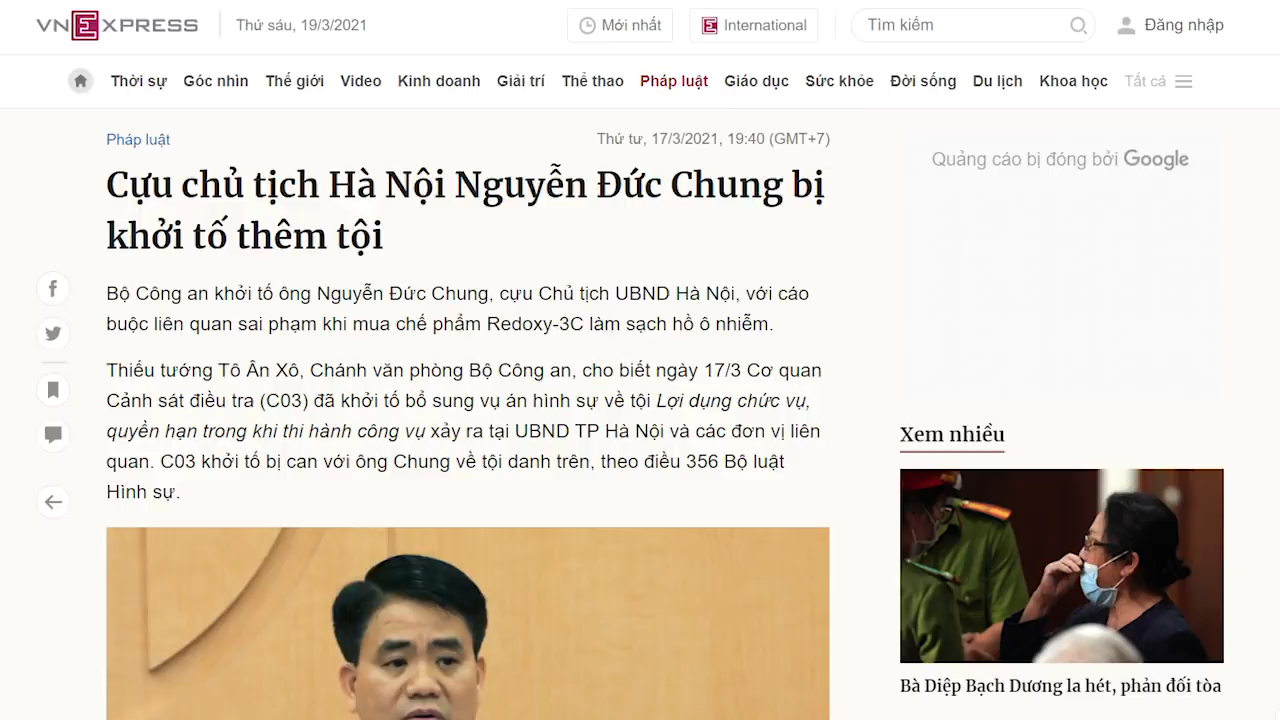 VNEXPRESS
Thứ sáu, 19/3/2021
Mới nhất
International
Tìm kiếm
Đăng nhập
Thời sự Góc nhìn Thế giới Video Kinh doanh Giải trí Thể thao Pháp luật Giáo dục Sức khỏe Đời sống Du lịch Khoa học Tất cả
Pháp luật
Thứ tư, 17/3/2021, 19:40 (GMT+7)
Cựu chủ tịch Hà Nội Nguyễn Đức Chung bị
khởi tố thêm tội
Bộ Công an khởi tố ông Nguyễn Đức Chung, cựu Chủ tịch UBND Hà Nội, với cáo
buộc liên quan sai phạm khi mua chế phẩm Redoxy-3C làm sạch hồ ô nhiễm.
Thiếu tướng Tô Ân Xô, Chánh văn phòng Bộ Công an, cho biết ngày 17/3 Cơ quan
Cảnh sát điều tra (C03) đã khởi tố bổ sung vụ án hình sự về tội Lợi dụng chức vụ,
quyền hạn trong khi thi hành công vụ xảy ra tại UBND TP Hà Nội và các đơn vị liên
quan. C03 khởi tố bị can với ông Chung về tội danh trên, theo điều 356 Bộ luật
Hình sự.
Quảng cáo bị đóng bởi Google
Xem nhiều
Bà Diệp Bạch Dương la hét, phản đối tòa